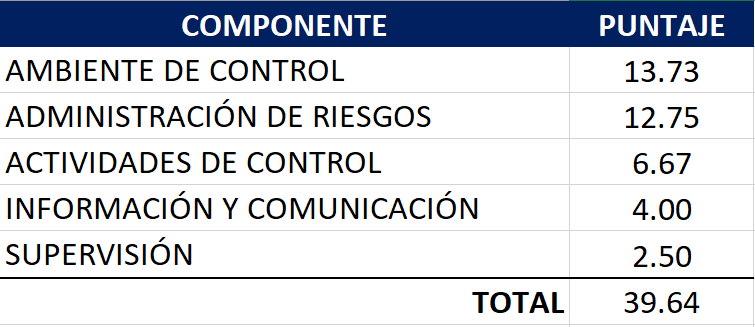 COMPONENTE PUNTAJE
AMBIENTE DE CONTROL 13.73
ADMINISTRACIÓN DE RIESGOS 12.75
ACTIVIDADES DE CONTROL 6.67
INFORMACIÓN Y COMUNICACIÓN 4.00
SUPERVISIÓN 2.50
TOTAL 39.64